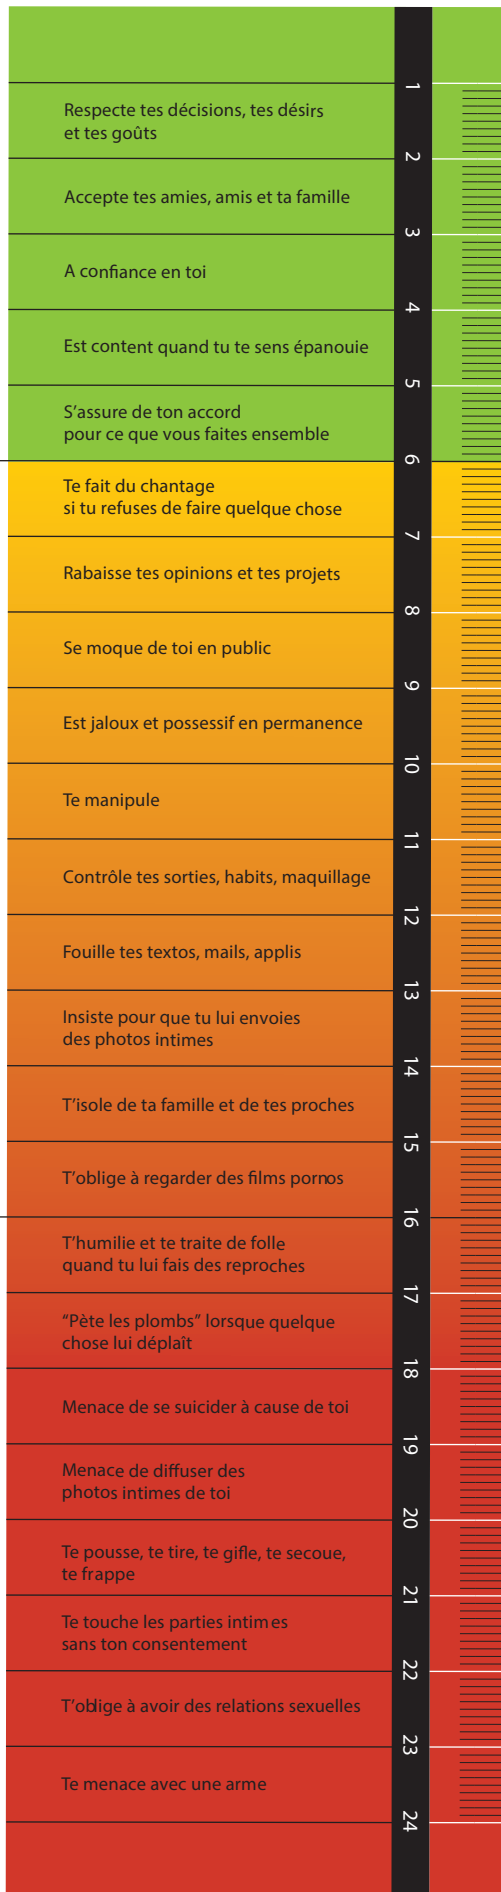 1
Respecte tes décisions, tes désirs
et tes goûts
2
Accepte tes amies, amis et ta famille
3
A confiance en toi
4
Est content quand tu te sens épanouie
5
S’assure de ton accord
pour ce que vous faites ensemble
6
Te fait du chantage
si tu refuses de faire quelque chose
7
Rabaisse tes opinions et tes projets
8
Se moque de toi en public
9
Est jaloux et possessif en permanence
10
Te manipule
11
Contrôle tes sorties, habits, maquillage
12
Fouille tes textos, mails, applis
13
Insiste pour que tu lui envoies
des photos intimes
14
T’isole de ta famille et de tes proches
15
T’oblige à regarder des films pornos
16
T’humilie et te traite de folle
quand tu lui fais des reproches
17
“Pète les plombs” lorsque quelque
chose lui déplaît
18
Menace de se suicider à cause de toi
19
Menace de diffuser des
photos intimes de toi
20
Te pousse, te tire, te gifle, te secoue,
te frappe
21
Te touche les parties intimes
sans ton consentement
22
T’oblige à avoir des relations sexuelles
23
Te menace avec une arme
24